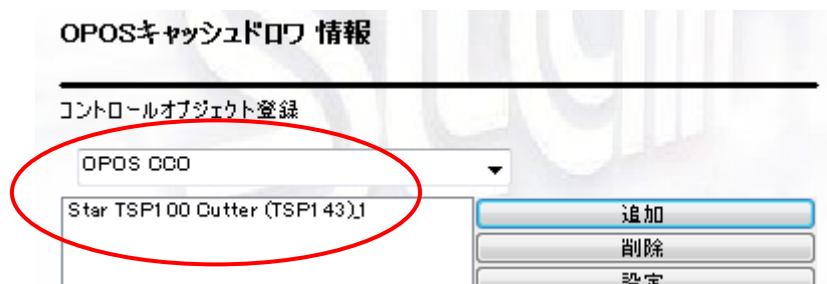 OPOSキャッシュドロワ 情報
コントロールオブジェクト登録
OPOS CCO
Star TSP100 Cutter (TSP143)_1
追加
削除
設定